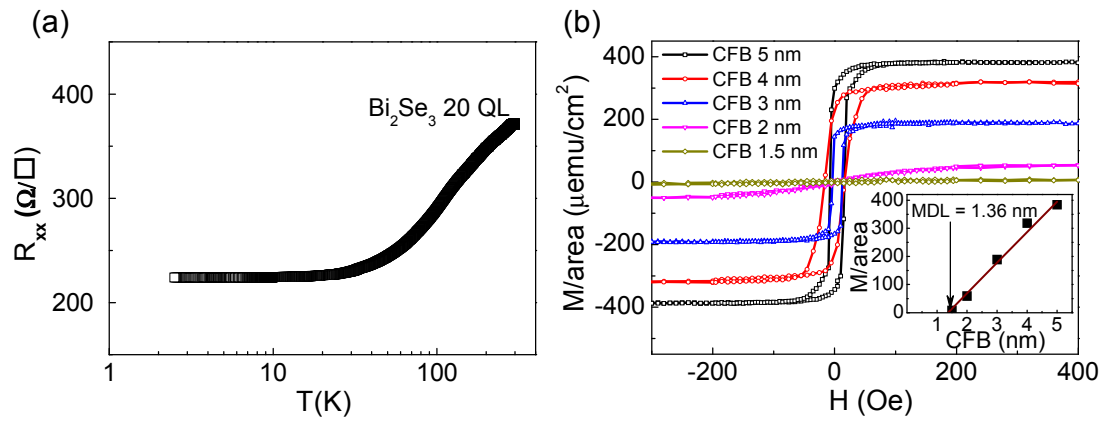 (a)
400
300
200
R_xx (Ω/□)
Bi₂Se₃ 20 QL
1
10
100
T(K)
(b)
400
200
0
-200
-400
M/area (μemu/cm²)
CFB 5 nm
CFB 4 nm
CFB 3 nm
CFB 2 nm
CFB 1.5 nm
-200
0
200
400
H (Oe)
400
300
200
100
0
M/area
MDL = 1.36 nm
1 2 3 4 5
CFB (nm)